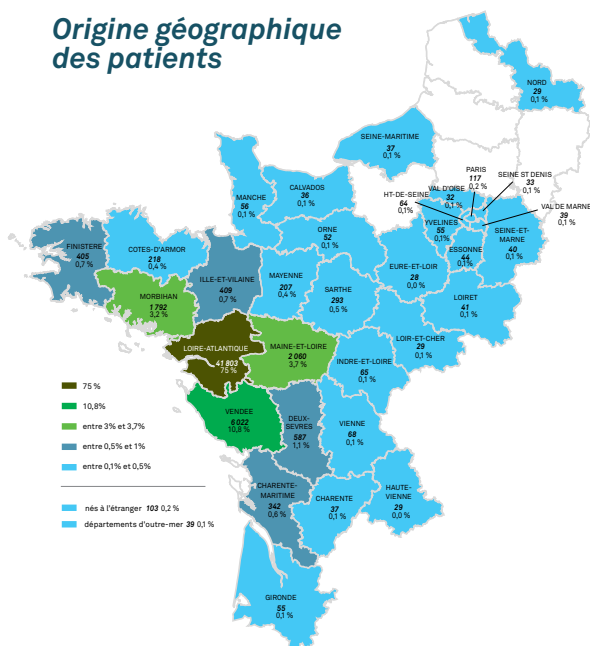 Origine géographique
des patients
NORD
29
0,1 %
SEINE-MARITIME
37
0,1 %
PARIS
117
0,2 %
SEINE ST DENIS
33
0,1 %
VAL D'OISE
32
0,1 %
HT-DE-SEINE
64
0,1%
VAL DE MARNE
39
0,1 %
MANCHE
56
0,1 %
CALVADOS
36
0,1 %
ORNE
52
0,1 %
YVELINES
55
0,1 %
ESSONNE
44
0,1%
SEINE-ET-
MARNE
40
0,1 %
FINISTERE
405
0,7 %
COTES-D'ARMOR
218
0,4 %
ILLE-ET-VILAINE
409
0,7 %
MAYENNE
207
0,4 %
SARTHE
293
0,5 %
EURE-ET-LOIR
28
0,0 %
LOIRET
41
0,1 %
MORBIHAN
1 792
3,2 %
LOIRE-ATLANTIQUE
41 803
75 %
MAINE-ET-LOIRE
2 060
3,7 %
INDRE-ET-LOIRE
65
0,1 %
LOIR-ET-CHER
29
0,1 %
VENDEE
6 022
10,8 %
DEUX-
SEVRES
587
1,1 %
VIENNE
68
0,1 %
CHARENTE-
MARITIME
342
0,6 %
CHARENTE
37
0,1 %
HAUTE-
VIENNE
29
0,0 %
GIRONDE
55
0,1 %
75 %
10,8%
entre 3% et 3,7%
entre 0,5% et 1%
entre 0,1% et 0,5%
nés à l'étranger 103 0,2 %
départements d'outre-mer 39 0,1 %